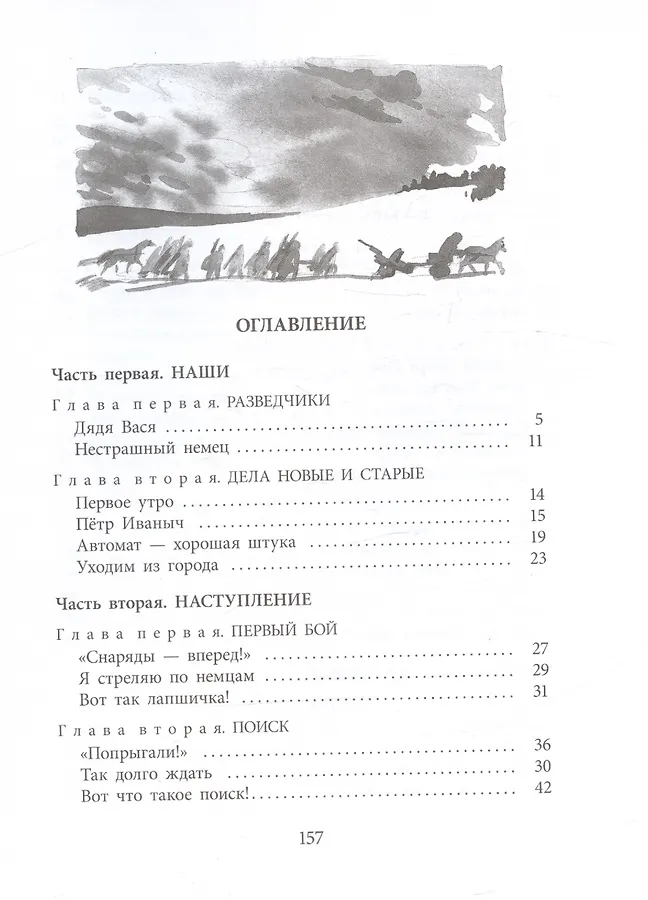 ОГЛАВЛЕНИЕ
Часть первая. НАШИ
Глава первая. РАЗВЕДЧИКИ
Дядя Вася ........ 5
Нестрашный немец ........ 11
Глава вторая. ДЕЛА НОВЫЕ И СТАРЫЕ
Первое утро ........ 14
Пётр Иваныч ........ 15
Автомат — хорошая штука ........ 19
Уходим из города ........ 23
Часть вторая. НАСТУПЛЕНИЕ
Глава первая. ПЕРВЫЙ БОЙ
«Снаряды — вперед!» ........ 27
Я стреляю по немцам ........ 29
Вот так лапшичка! ........ 31
Глава вторая. ПОИСК
«Попрыгали!» ........ 36
Так долго ждать ........ 30
Вот что такое поиск! ........ 42
157